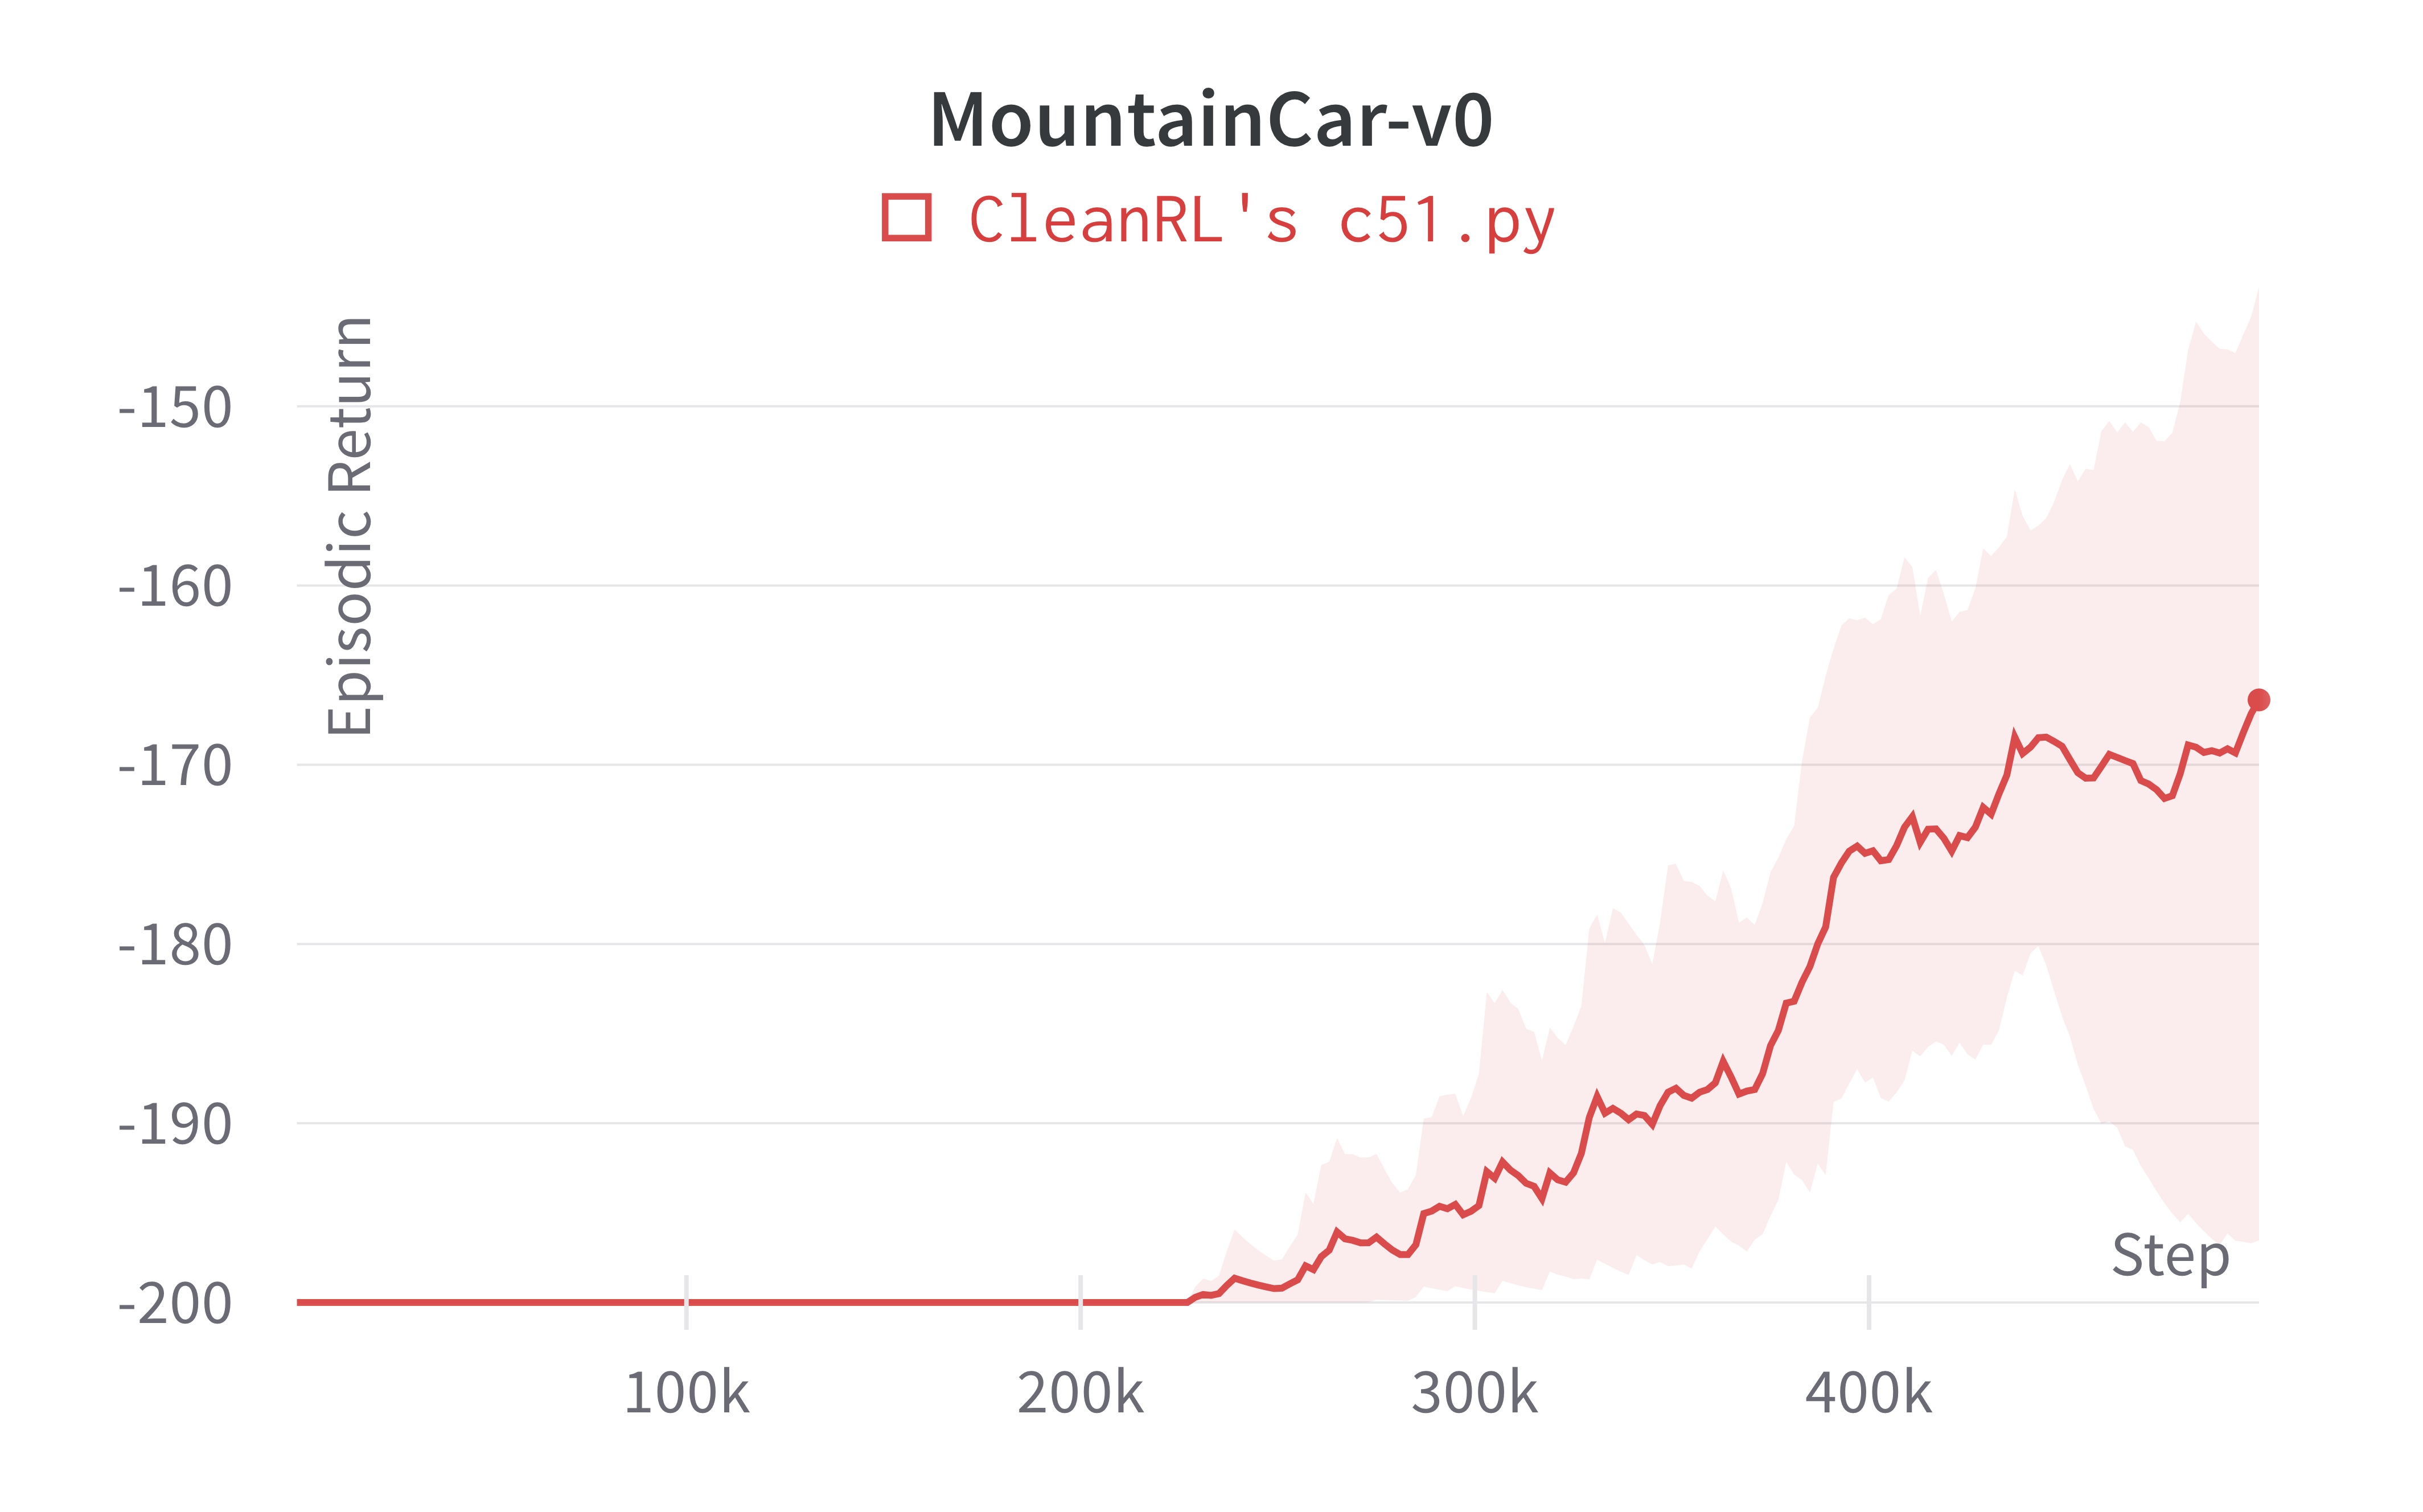 MountainCar-v0
CleanRL's c51.py
Episodic Return
-150
-160
-170
-180
-190
-200
Step
100k
200k
300k
400k